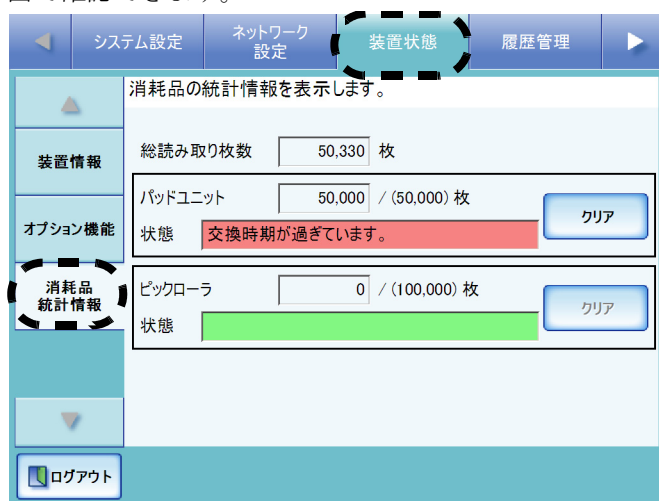 システム設定
ネットワーク
設定
装置状態
履歴管理
消耗品の統計情報を表示します。
装置情報
オプション機能
消耗品
統計情報
ログアウト
総読み取り枚数 50,330 枚
パッドユニット 50,000 / (50,000) 枚
状態 交換時期が過ぎています。
クリア
ピックローラ 0 / (100,000) 枚
状態
クリア